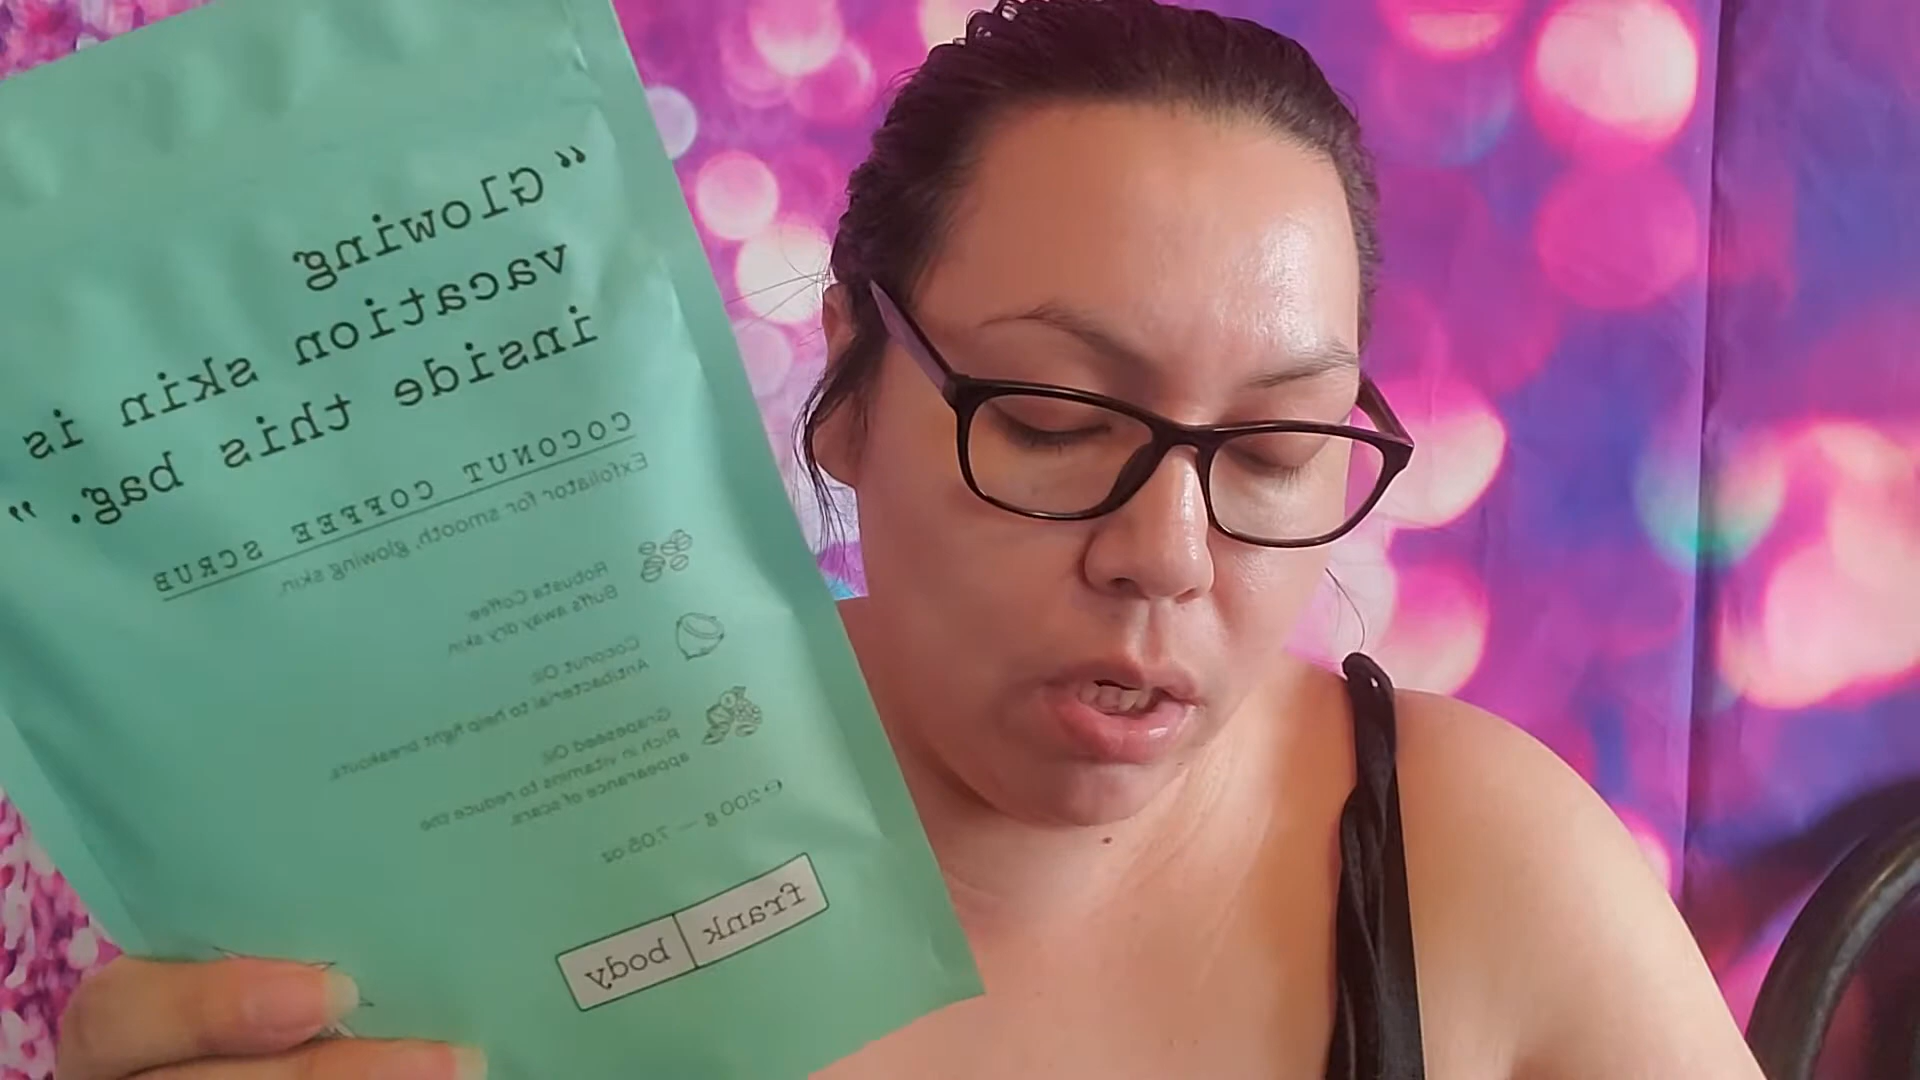 “Glowing
vacation skin is
inside this bag.”
COCONUT COFFEE SCRUB
Exfoliator for smooth, glowing skin.
Robusta Coffee:
Buffs away dry skin.
Coconut Oil:
Antibacterial to help fight breakouts.
Grapeseed Oil:
Rich in vitamins to reduce the
appearance of scars.
℮ 200 g — 7.05 oz
frank body